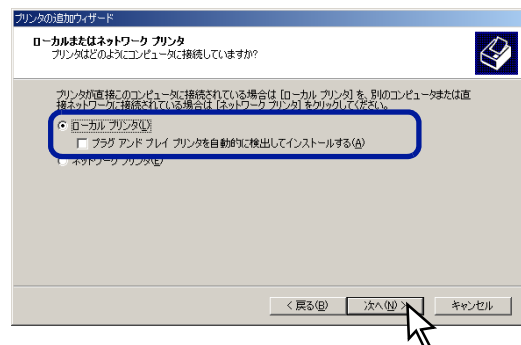 プリンタの追加ウィザード
ローカルまたはネットワーク プリンタ
プリンタはどのようにコンピュータに接続していますか?
プリンタが直接このコンピュータに接続されている場合は [ローカル プリンタ] を、別のコンピュータまたは直
接ネットワークに接続されている場合は [ネットワーク プリンタ] をクリックしてください。
ローカル プリンタ(L)
プラグ アンド プレイ プリンタを自動的に検出してインストールする(A)
ネットワーク プリンタ(E)
< 戻る(B)
次へ(N) >
キャンセル